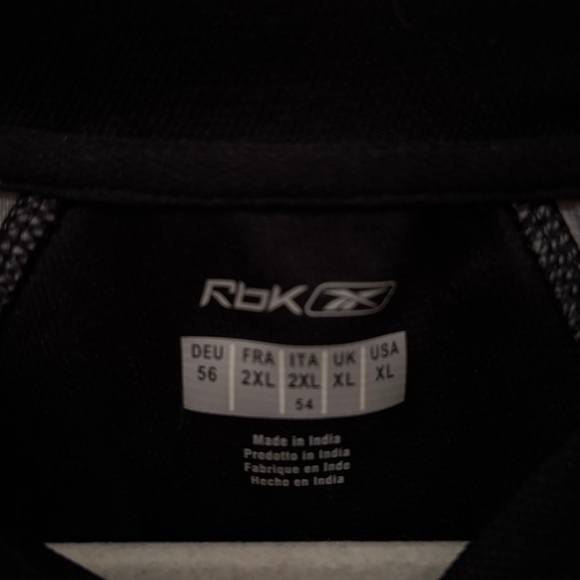 RbK
DEU FRA ITA UK USA
56 2XL 2XL XL XL
54
Made in India
Prodotto in India
Fabrique en Inde
Hecho en India